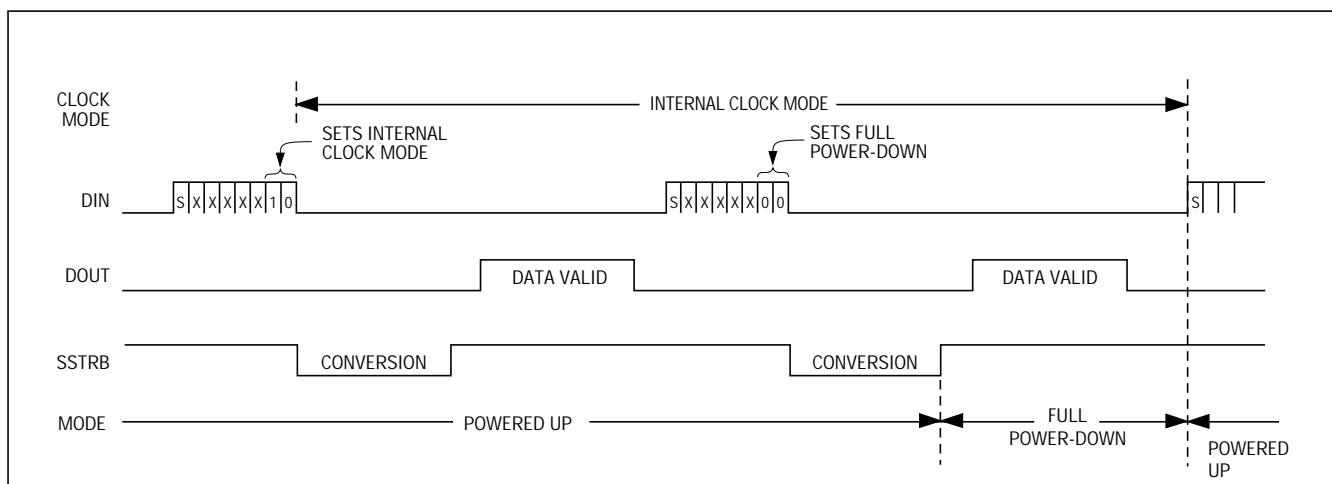 CLOCK
MODE
INTERNAL CLOCK MODE
SETS INTERNAL
CLOCK MODE
SETS FULL
POWER-DOWN
DIN
S X X X X X 1 0
S X X X X X 0 0
S
DOUT
DATA VALID
DATA VALID
SSTRB
CONVERSION
CONVERSION
MODE
POWERED UP
FULL
POWER-DOWN
POWERED
UP